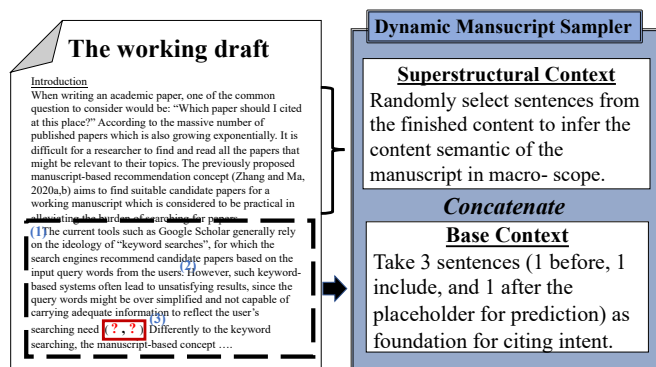 The working draft
Introduction
When writing an academic paper, one of the common
question to consider would be: “Which paper should I cited
at this place?” According to the massive number of
published papers which is also growing exponentially. It is
difficult for a researcher to find and read all the papers that
might be relevant to their topics. The previously proposed
manuscript-based recommendation concept (Zhang and Ma,
2020a,b) aims to find suitable candidate papers for a
working manuscript which is considered to be practical in
alleviating the burden of searching for papers.
(1) The current tools such as Google Scholar generally rely
on the ideology of “keyword searches”, for which the
search engines recommend candidate papers based on the
input query words from the users. (2) However, such keyword-
based systems often lead to unsatisfying results, since the
query words might be over simplified and not capable of
carrying adequate information to reflect the user’s
searching need ( ? , ? ) (3) Differently to the keyword
searching, the manuscript-based concept ….
Dynamic Mansucript Sampler
Superstructural Context
Randomly select sentences from
the finished content to infer the
content semantic of the
manuscript in macro- scope.
Concatenate
Base Context
Take 3 sentences (1 before, 1
include, and 1 after the
placeholder for prediction) as
foundation for citing intent.